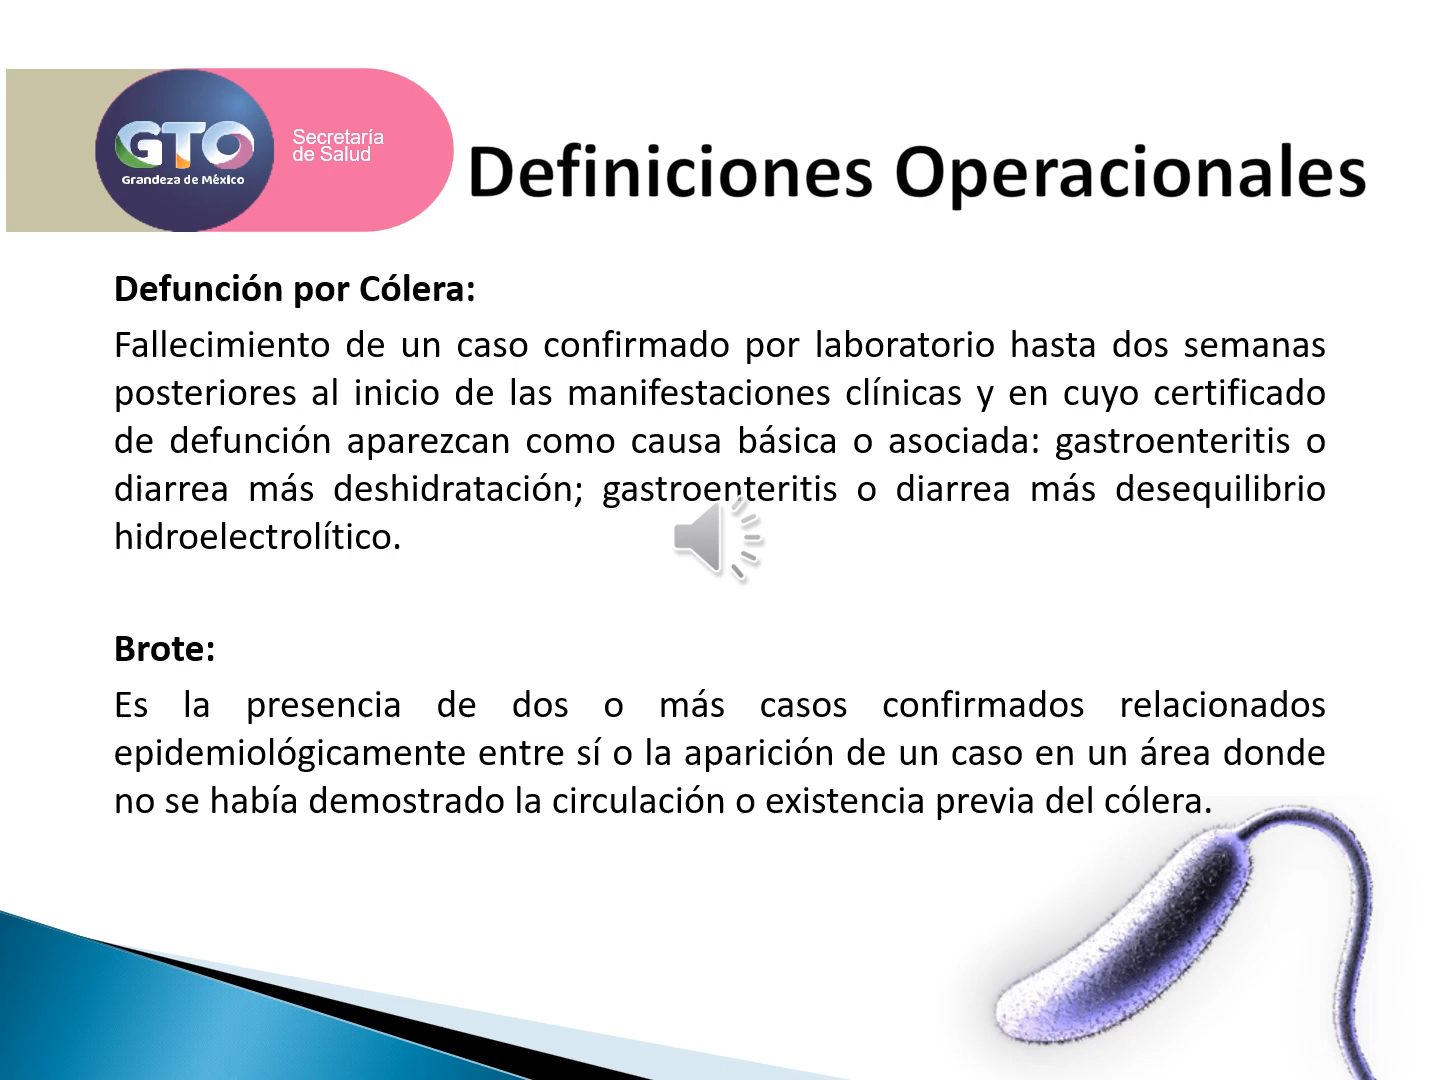 GTO
Grandeza de México
Secretaría
de Salud
Definiciones Operacionales
Defunción por Cólera:
Fallecimiento de un caso confirmado por laboratorio hasta dos semanas
posteriores al inicio de las manifestaciones clínicas y en cuyo certificado
de defunción aparezcan como causa básica o asociada: gastroenteritis o
diarrea más deshidratación; gastroenteritis o diarrea más desequilibrio
hidroelectrolítico.
Brote:
Es la presencia de dos o más casos confirmados relacionados
epidemiológicamente entre sí o la aparición de un caso en un área donde
no se había demostrado la circulación o existencia previa del cólera.